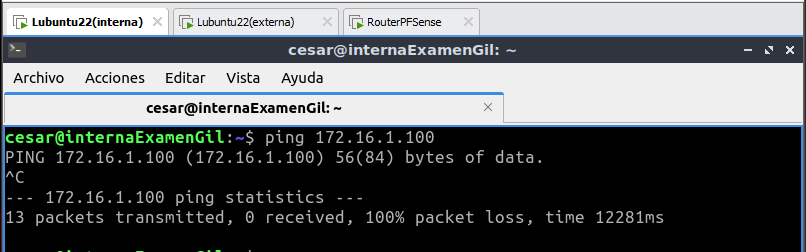 Lubuntu22(interna) Lubuntu22(externa) RouterPFSense
cesar@internaExamenGil: ~
Archivo Acciones Editar Vista Ayuda
cesar@internaExamenGil: ~
cesar@internaExamenGil:~$ ping 172.16.1.100
PING 172.16.1.100 (172.16.1.100) 56(84) bytes of data.
^C
--- 172.16.1.100 ping statistics ---
13 packets transmitted, 0 received, 100% packet loss, time 12281ms